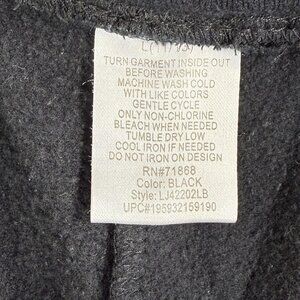 TURN GARMENT INSIDE OUT
BEFORE WASHING
MACHINE WASH COLD
WITH LIKE COLORS
GENTLE CYCLE
ONLY NON-CHLORINE
BLEACH WHEN NEEDED
TUMBLE DRY LOW
COOL IRON IF NEEDED
DO NOT IRON ON DESIGN
RN#71868
Color: BLACK
Style: LJ42202LB
UPC#195932159190